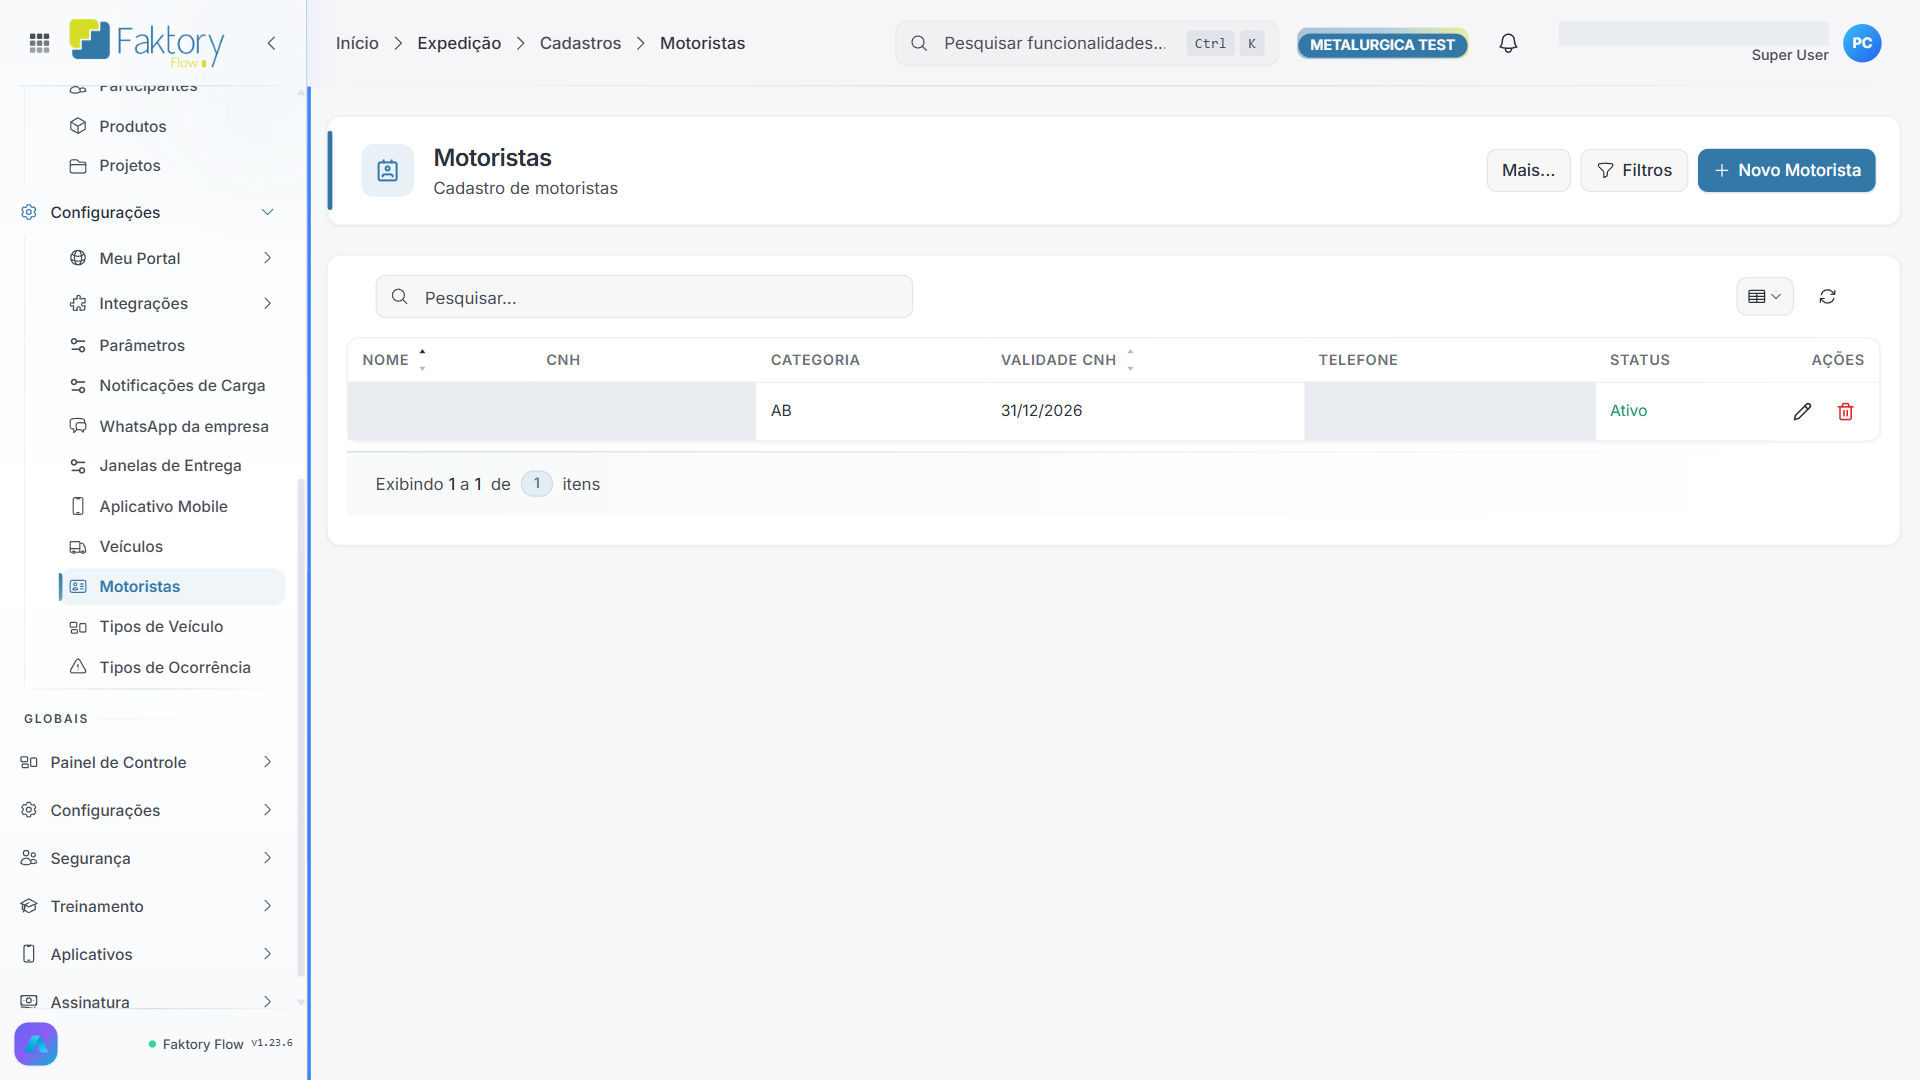 Faktory
Flow
Início > Expedição > Cadastros > Motoristas
Pesquisar funcionalidades...
Ctrl K
METALURGICA TEST
Super User
PC
Participantes
Produtos
Projetos
Configurações
Meu Portal
Integrações
Parâmetros
Notificações de Carga
WhatsApp da empresa
Janelas de Entrega
Aplicativo Mobile
Veículos
Motoristas
Tipos de Veículo
Tipos de Ocorrência
GLOBAIS
Painel de Controle
Configurações
Segurança
Treinamento
Aplicativos
Assinatura
Faktory Flow v1.23.6
Motoristas
Cadastro de motoristas
Mais...
Filtros
+ Novo Motorista
Pesquisar...
NOME CNH CATEGORIA VALIDADE CNH TELEFONE STATUS AÇÕES
AB 31/12/2026 Ativo
Exibindo 1 a 1 de 1 itens